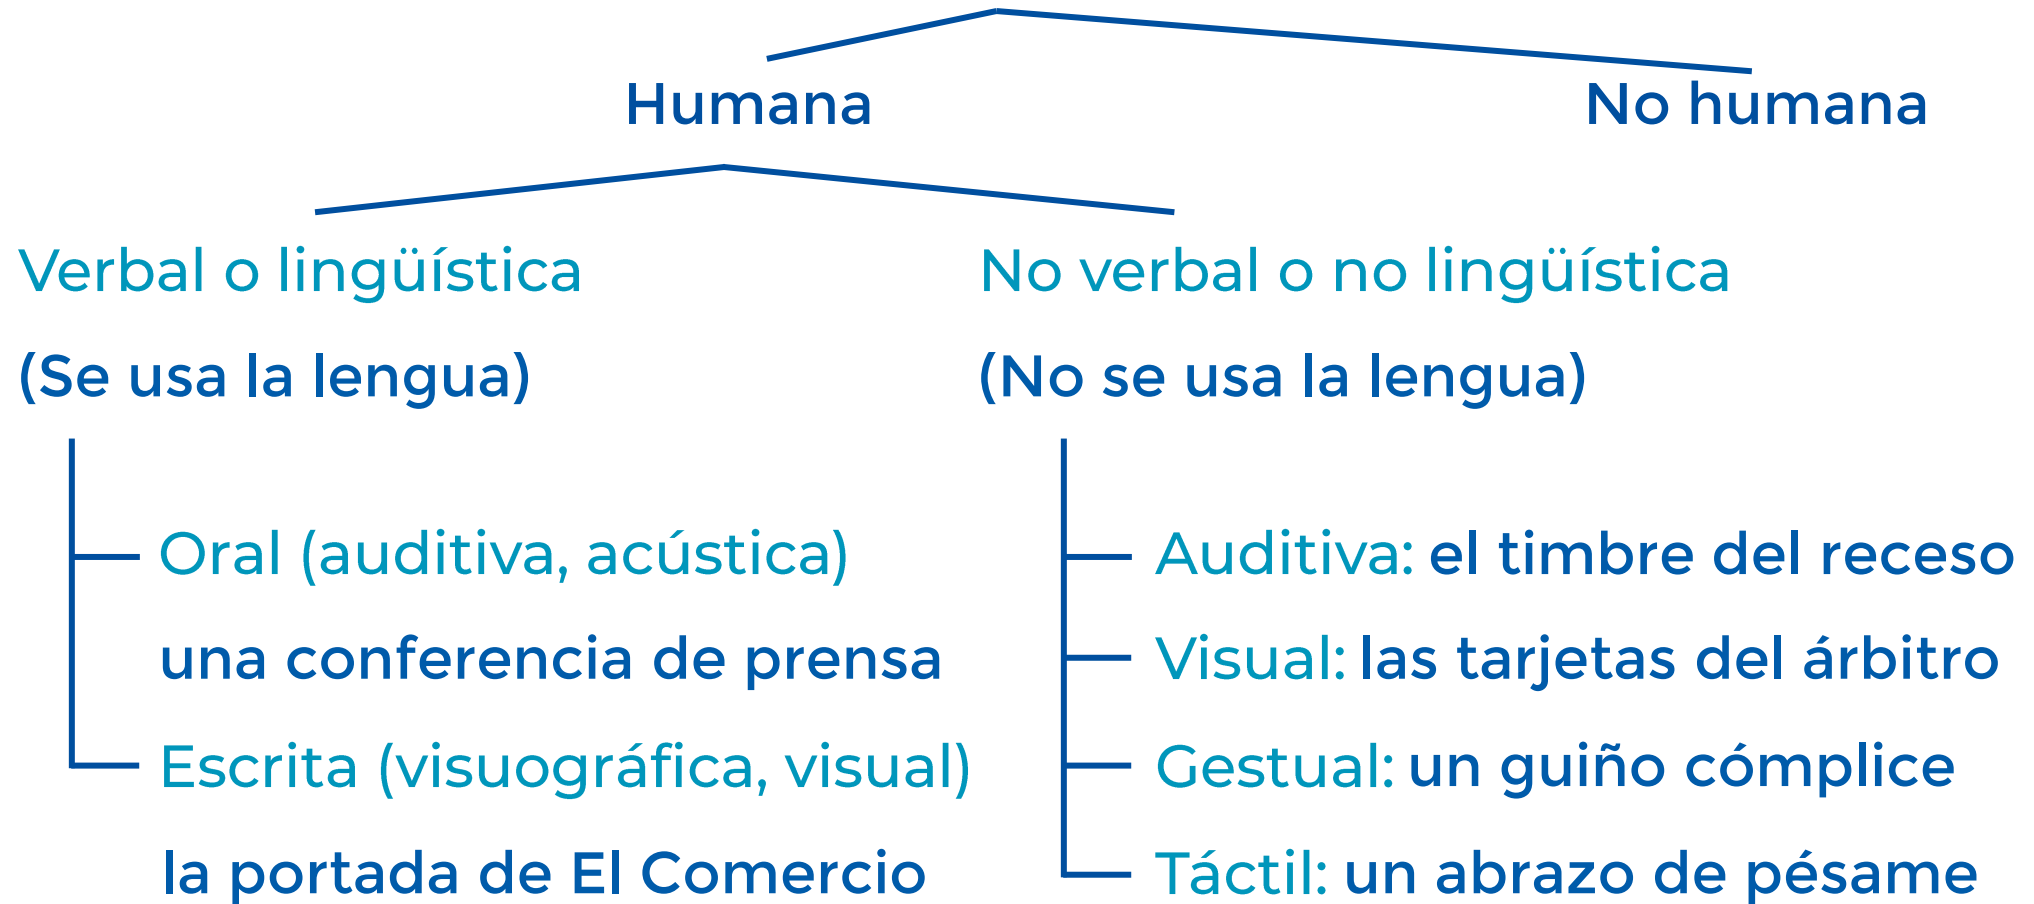 Humana
No humana
Verbal o lingüística
(Se usa la lengua)
Oral (auditiva, acústica)
una conferencia de prensa
Escrita (visuográfica, visual)
la portada de El Comercio
No verbal o no lingüística
(No se usa la lengua)
Auditiva: el timbre del receso
Visual: las tarjetas del árbitro
Gestual: un guiño cómplice
Táctil: un abrazo de pésame